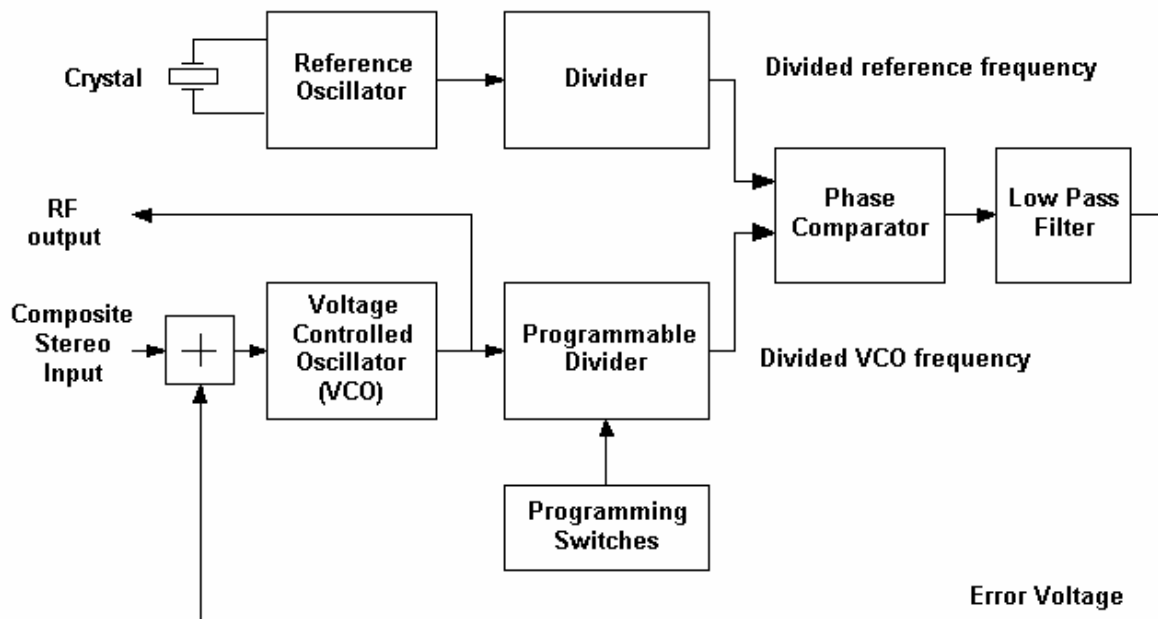 Crystal
Reference
Oscillator
Divider
Divided reference frequency
Phase
Comparator
Low Pass
Filter
RF
output
Composite
Stereo
Input
+
Voltage
Controlled
Oscillator
(VCO)
Programmable
Divider
Divided VCO frequency
Programming
Switches
Error Voltage